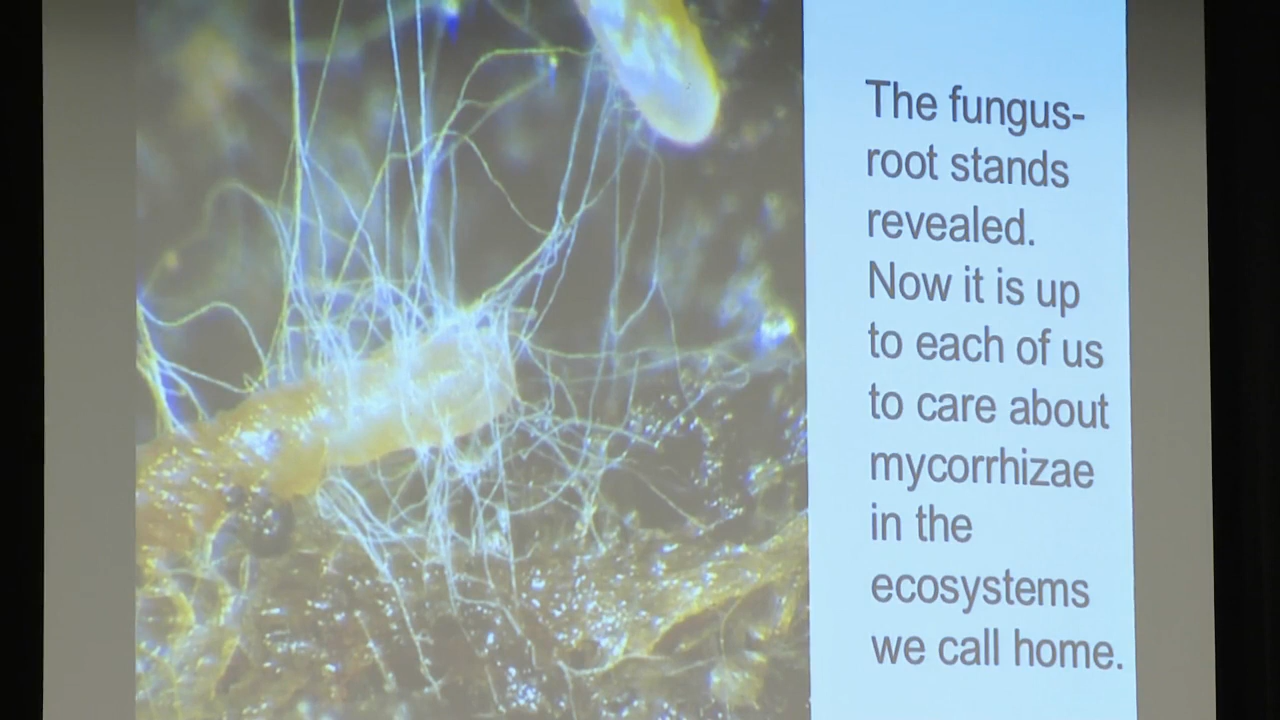 The fungus-
root stands
revealed.
Now it is up
to each of us
to care about
mycorrhizae
in the
ecosystems
we call home.